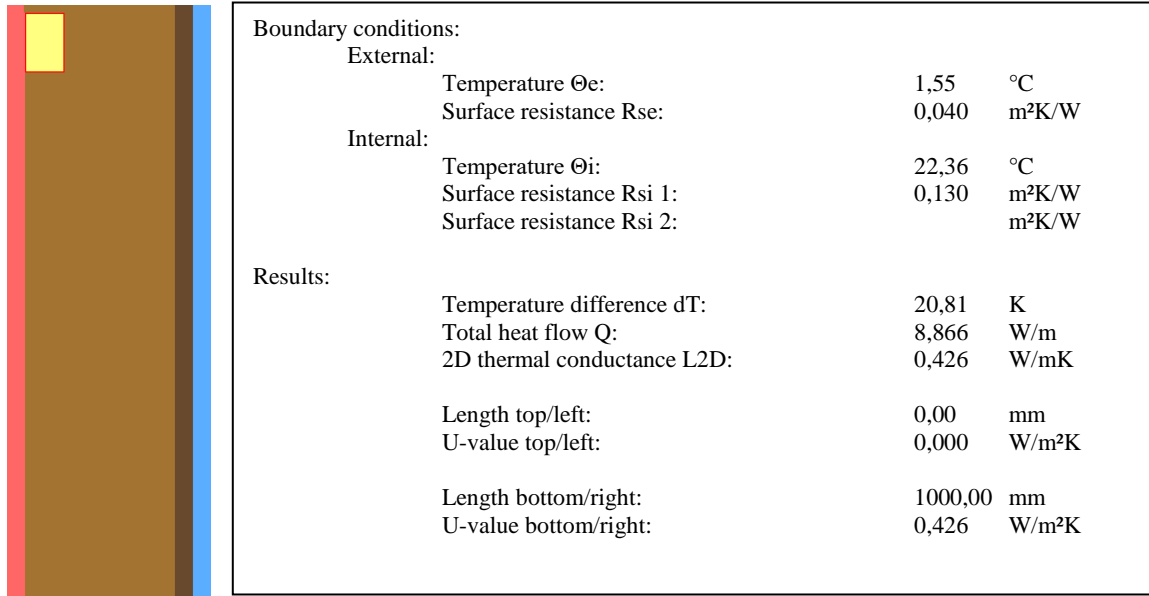 Boundary conditions:
External:
Temperature Θe: 1,55 °C
Surface resistance Rse: 0,040 m²K/W
Internal:
Temperature Θi: 22,36 °C
Surface resistance Rsi 1: 0,130 m²K/W
Surface resistance Rsi 2: m²K/W
Results:
Temperature difference dT: 20,81 K
Total heat flow Q: 8,866 W/m
2D thermal conductance L2D: 0,426 W/mK
Length top/left: 0,00 mm
U-value top/left: 0,000 W/m²K
Length bottom/right: 1000,00 mm
U-value bottom/right: 0,426 W/m²K